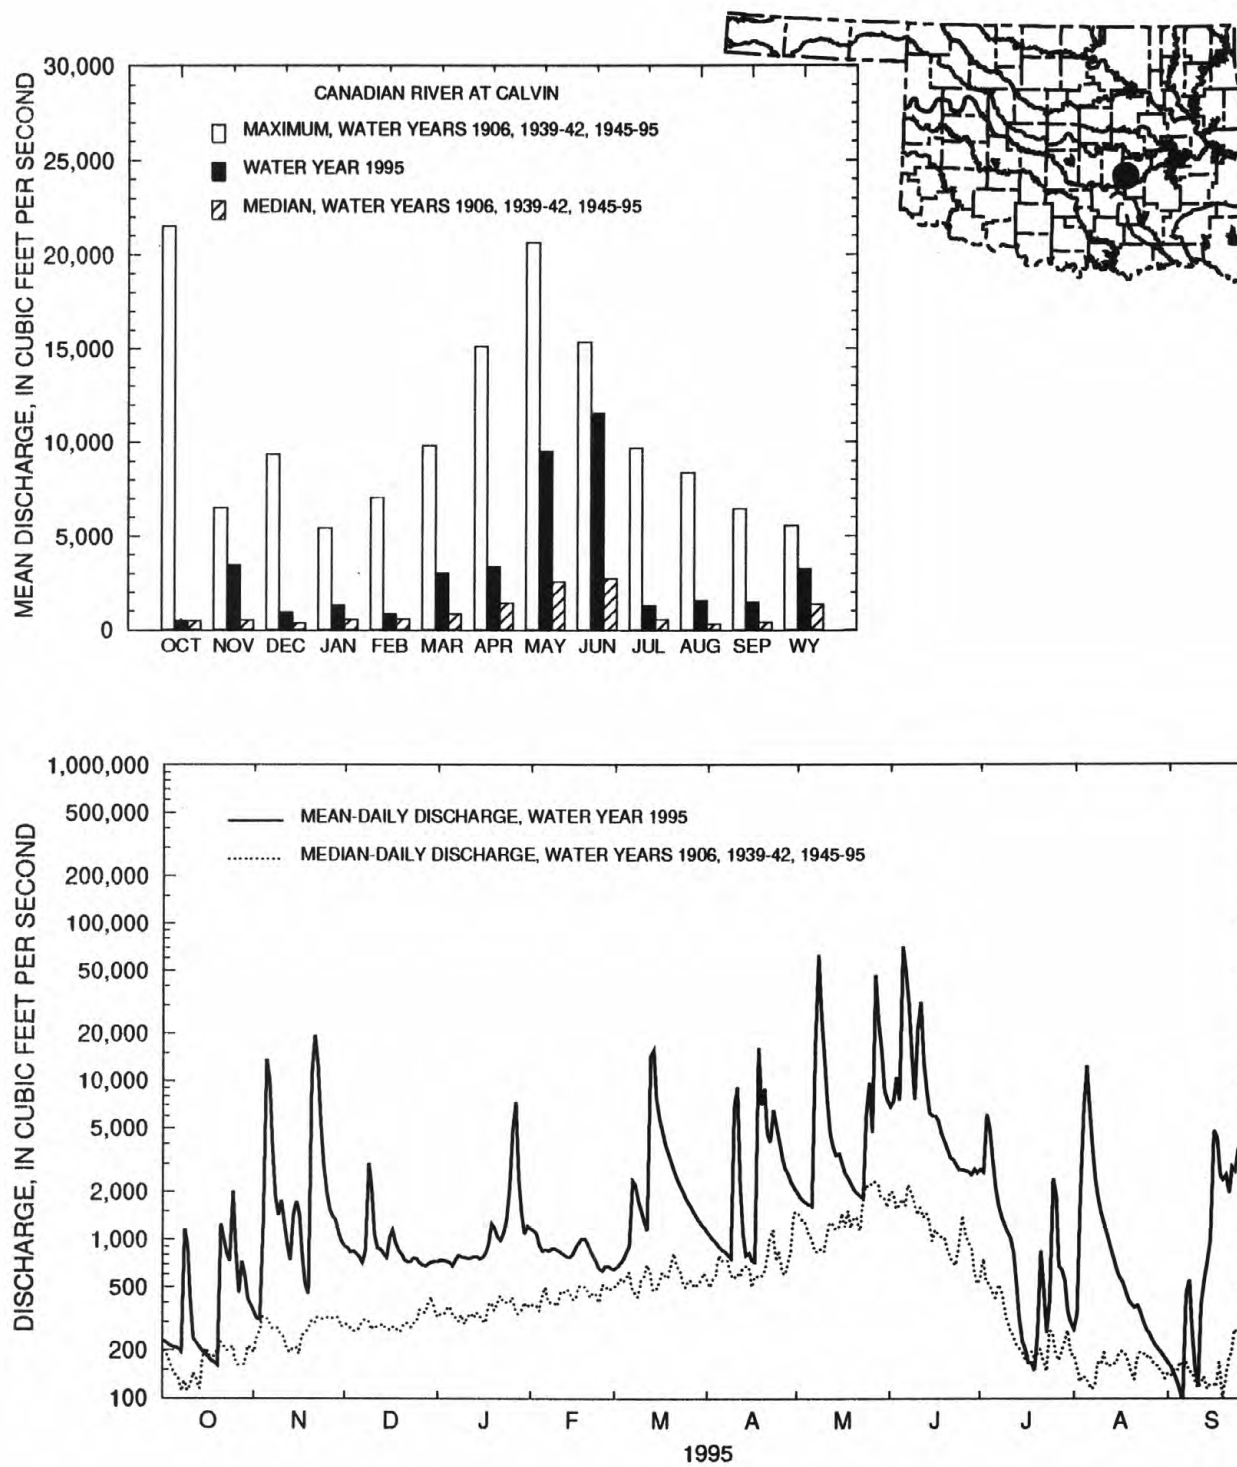 MEAN DISCHARGE, IN CUBIC FEET PER SECOND
30,000
25,000
20,000
15,000
10,000
5,000
0
CANADIAN RIVER AT CALVIN
MAXIMUM, WATER YEARS 1906, 1939-42, 1945-95
WATER YEAR 1995
MEDIAN, WATER YEARS 1906, 1939-42, 1945-95
OCT NOV DEC JAN FEB MAR APR MAY JUN JUL AUG SEP WY
DISCHARGE, IN CUBIC FEET PER SECOND
1,000,000
500,000
200,000
100,000
50,000
20,000
10,000
5,000
2,000
1,000
500
200
100
MEAN-DAILY DISCHARGE, WATER YEAR 1995
MEDIAN-DAILY DISCHARGE, WATER YEARS 1906, 1939-42, 1945-95
O N D J F M A M J J A S
1995